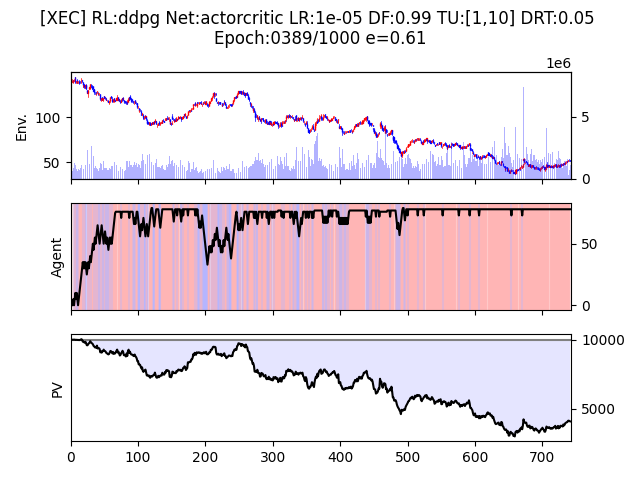 [XEC] RL:ddpg Net:actorcritic LR:1e-05 DF:0.99 TU:[1,10] DRT:0.05
Epoch:0389/1000 e=0.61
1e6
Env.
100
50
5
0
Agent
50
0
PV
10000
5000
0 100 200 300 400 500 600 700